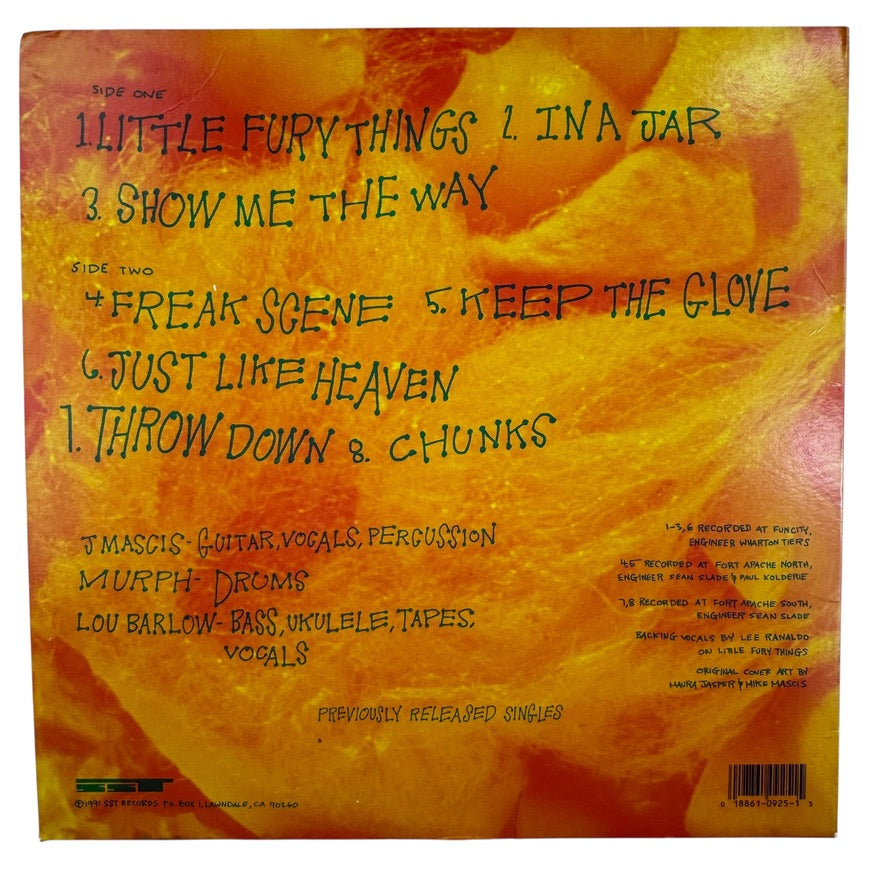 SIDE ONE
1. LITTLE FURY THINGS 2. IN A JAR
3. SHOW ME THE WAY
SIDE TWO
4. FREAK SCENE 5. KEEP THE GLOVE
6. JUST LIKE HEAVEN
7. THROW DOWN 8. CHUNKS
J MASCIS - GUITAR, VOCALS, PERCUSSION
MURPH - DRUMS
LOU BARLOW - BASS, UKULELE, TAPES,
VOCALS
1-3, 6 RECORDED AT FUNCITY,
ENGINEER WHARTON TIERS
4,5 RECORDED AT FORT APACHE NORTH,
ENGINEER SEAN SLADE & PAUL KOLDERIE
7,8 RECORDED AT FORT APACHE SOUTH,
ENGINEER SEAN SLADE
BACKING VOCALS BY LEE RANALDO
ON LITTLE FURY THINGS
ORIGINAL COVER ART BY
MAURA JASPER & MIKE MASCIS
PREVIOUSLY RELEASED SINGLES
SST
Ⓟ1991 SST RECORDS P.O. BOX 1, LAWNDALE, CA 90260
0 18861-0925-1 3